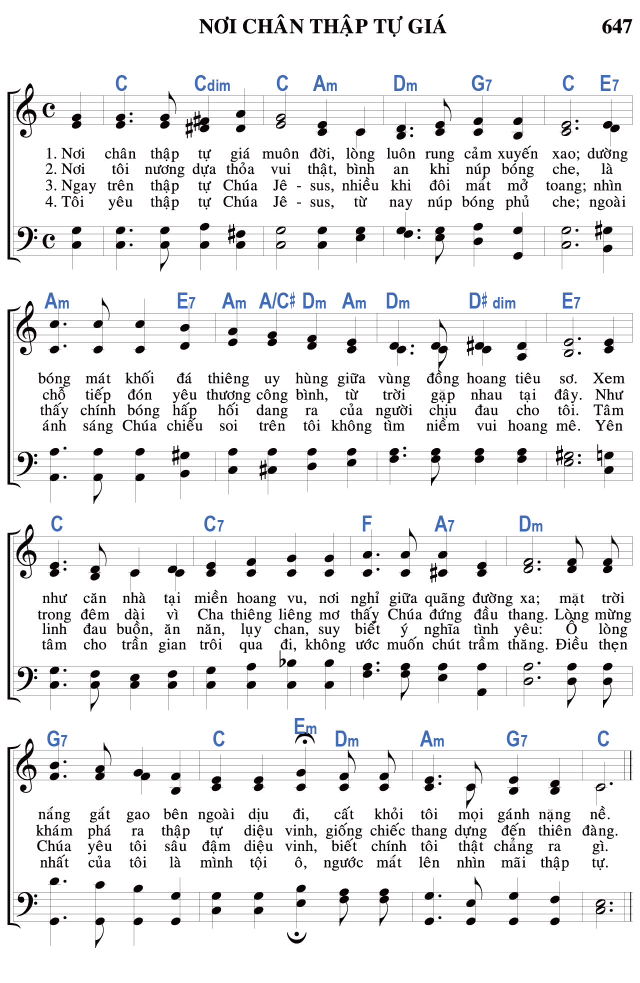 NƠI CHÂN THẬP TỰ GIÁ 647
C Cdim C Am Dm G7 C E7
1. Nơi chân thập tự giá muôn đời, lòng luôn rung cảm xuyến xao; dường
2. Nơi tôi nương dựa thỏa vui thật, bình an khi núp bóng che, là
3. Ngay trên thập tự Chúa Jê - sus, nhiều khi đôi mát mở toang; nhìn
4. Tôi yêu thập tự Chúa Jê - sus, từ nay núp bóng phủ che; ngoài
Am E7 Am A/C# Dm Am Dm D# dim E7
bóng mát khối đá thiêng uy hùng giữa vùng đồng hoang tiêu sơ. Xem
chỗ tiếp đón yêu thương công bình, từ trời gặp nhau tại đây. Như
thấy chính bóng hấp hối dang ra của người chịu đau cho tôi. Tâm
ánh sáng Chúa chiếu soi trên tôi không tìm niềm vui hoang mê. Yên
C C7 F A7 Dm
như căn nhà tại miền hoang vu, nơi nghỉ giữa quãng đường xa; mặt trời
trong đêm dài vì Cha thiêng liêng mơ thấy Chúa đứng đầu thang. Lòng mừng
linh đau buồn, ăn năn, lụy chan, suy biết ý nghĩa tình yêu: Ô lòng
tâm cho trần gian trôi qua đi, không ước muốn chút trầm thăng. Điều thẹn
G7 C Em Dm Am G7 C
nắng gắt gao bên ngoài dịu đi, cất khỏi tôi mọi gánh nặng nề.
khám phá ra thập tự diệu vinh, giống chiếc thang dựng đến thiên đàng.
Chúa yêu tôi sâu đậm diệu vinh, biết chính tôi thật chẳng ra gì.
nhất của tôi là mình tội ô, ngước mắt lên nhìn mãi thập tự.